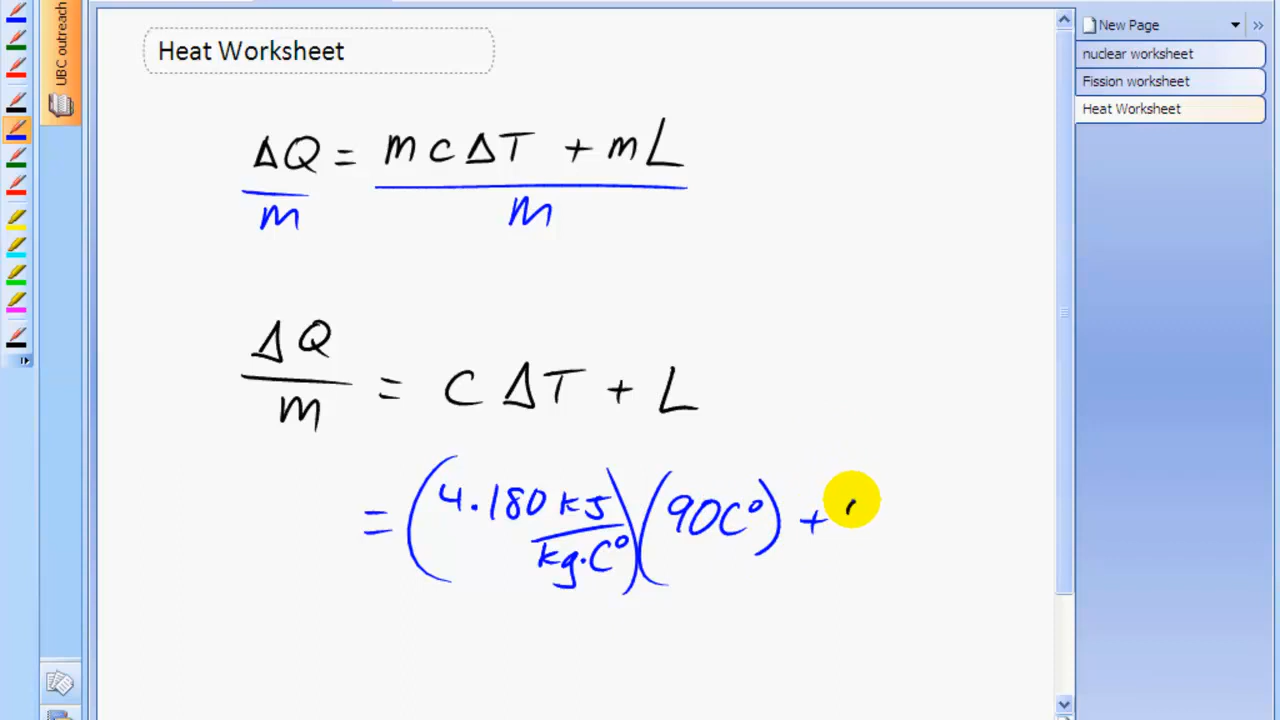 UBC outreach
New Page
nuclear worksheet
Fission worksheet
Heat Worksheet
Heat Worksheet
ΔQ = mcΔT + mL
m m
ΔQ
m = CΔT + L
= (4.180 kJ / kg·C°)(90C°) +